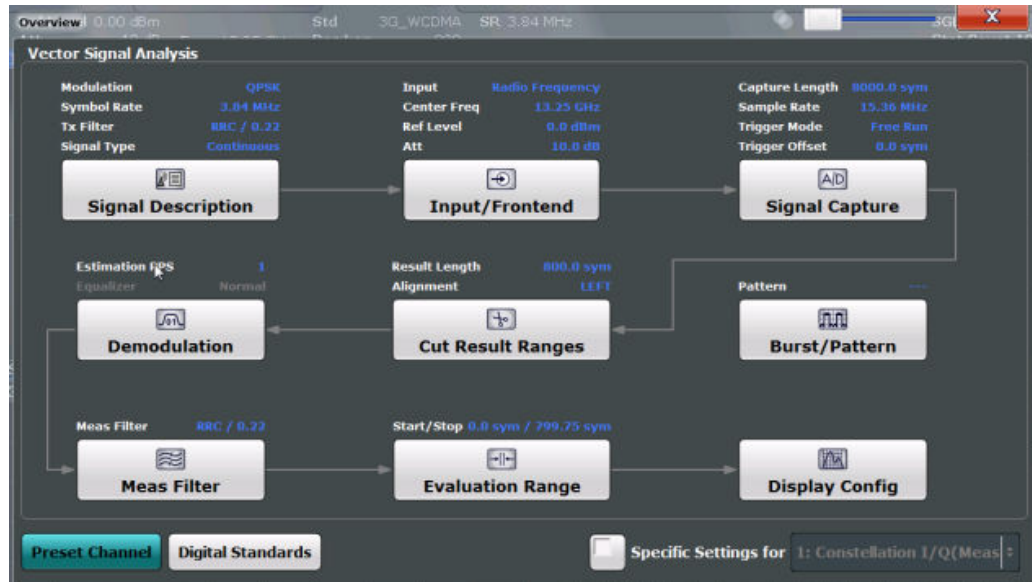 Overview 0.00 dBm Std 3G_WCDMA SR 3.84 MHz
Vector Signal Analysis
Modulation QPSK
Symbol Rate 3.84 MHz
Tx Filter RRC / 0.22
Signal Type Continuous
Signal Description
Input Radio Frequency
Center Freq 13.25 GHz
Ref Level 0.0 dBm
Att 10.0 dB
Input/Frontend
Capture Length 8000.0 sym
Sample Rate 15.36 MHz
Trigger Mode Free Run
Trigger Offset 0.0 sym
A/D
Signal Capture
Estimation PPS 1
Equalizer Normal
Demodulation
Result Length 800.0 sym
Alignment LEFT
Cut Result Ranges
Pattern ---
Burst/Pattern
Meas Filter RRC / 0.22
Meas Filter
Start/Stop 0.0 sym / 799.75 sym
Evaluation Range
Display Config
Preset Channel
Digital Standards
Specific Settings for 1: Constellation I/Q(Meas